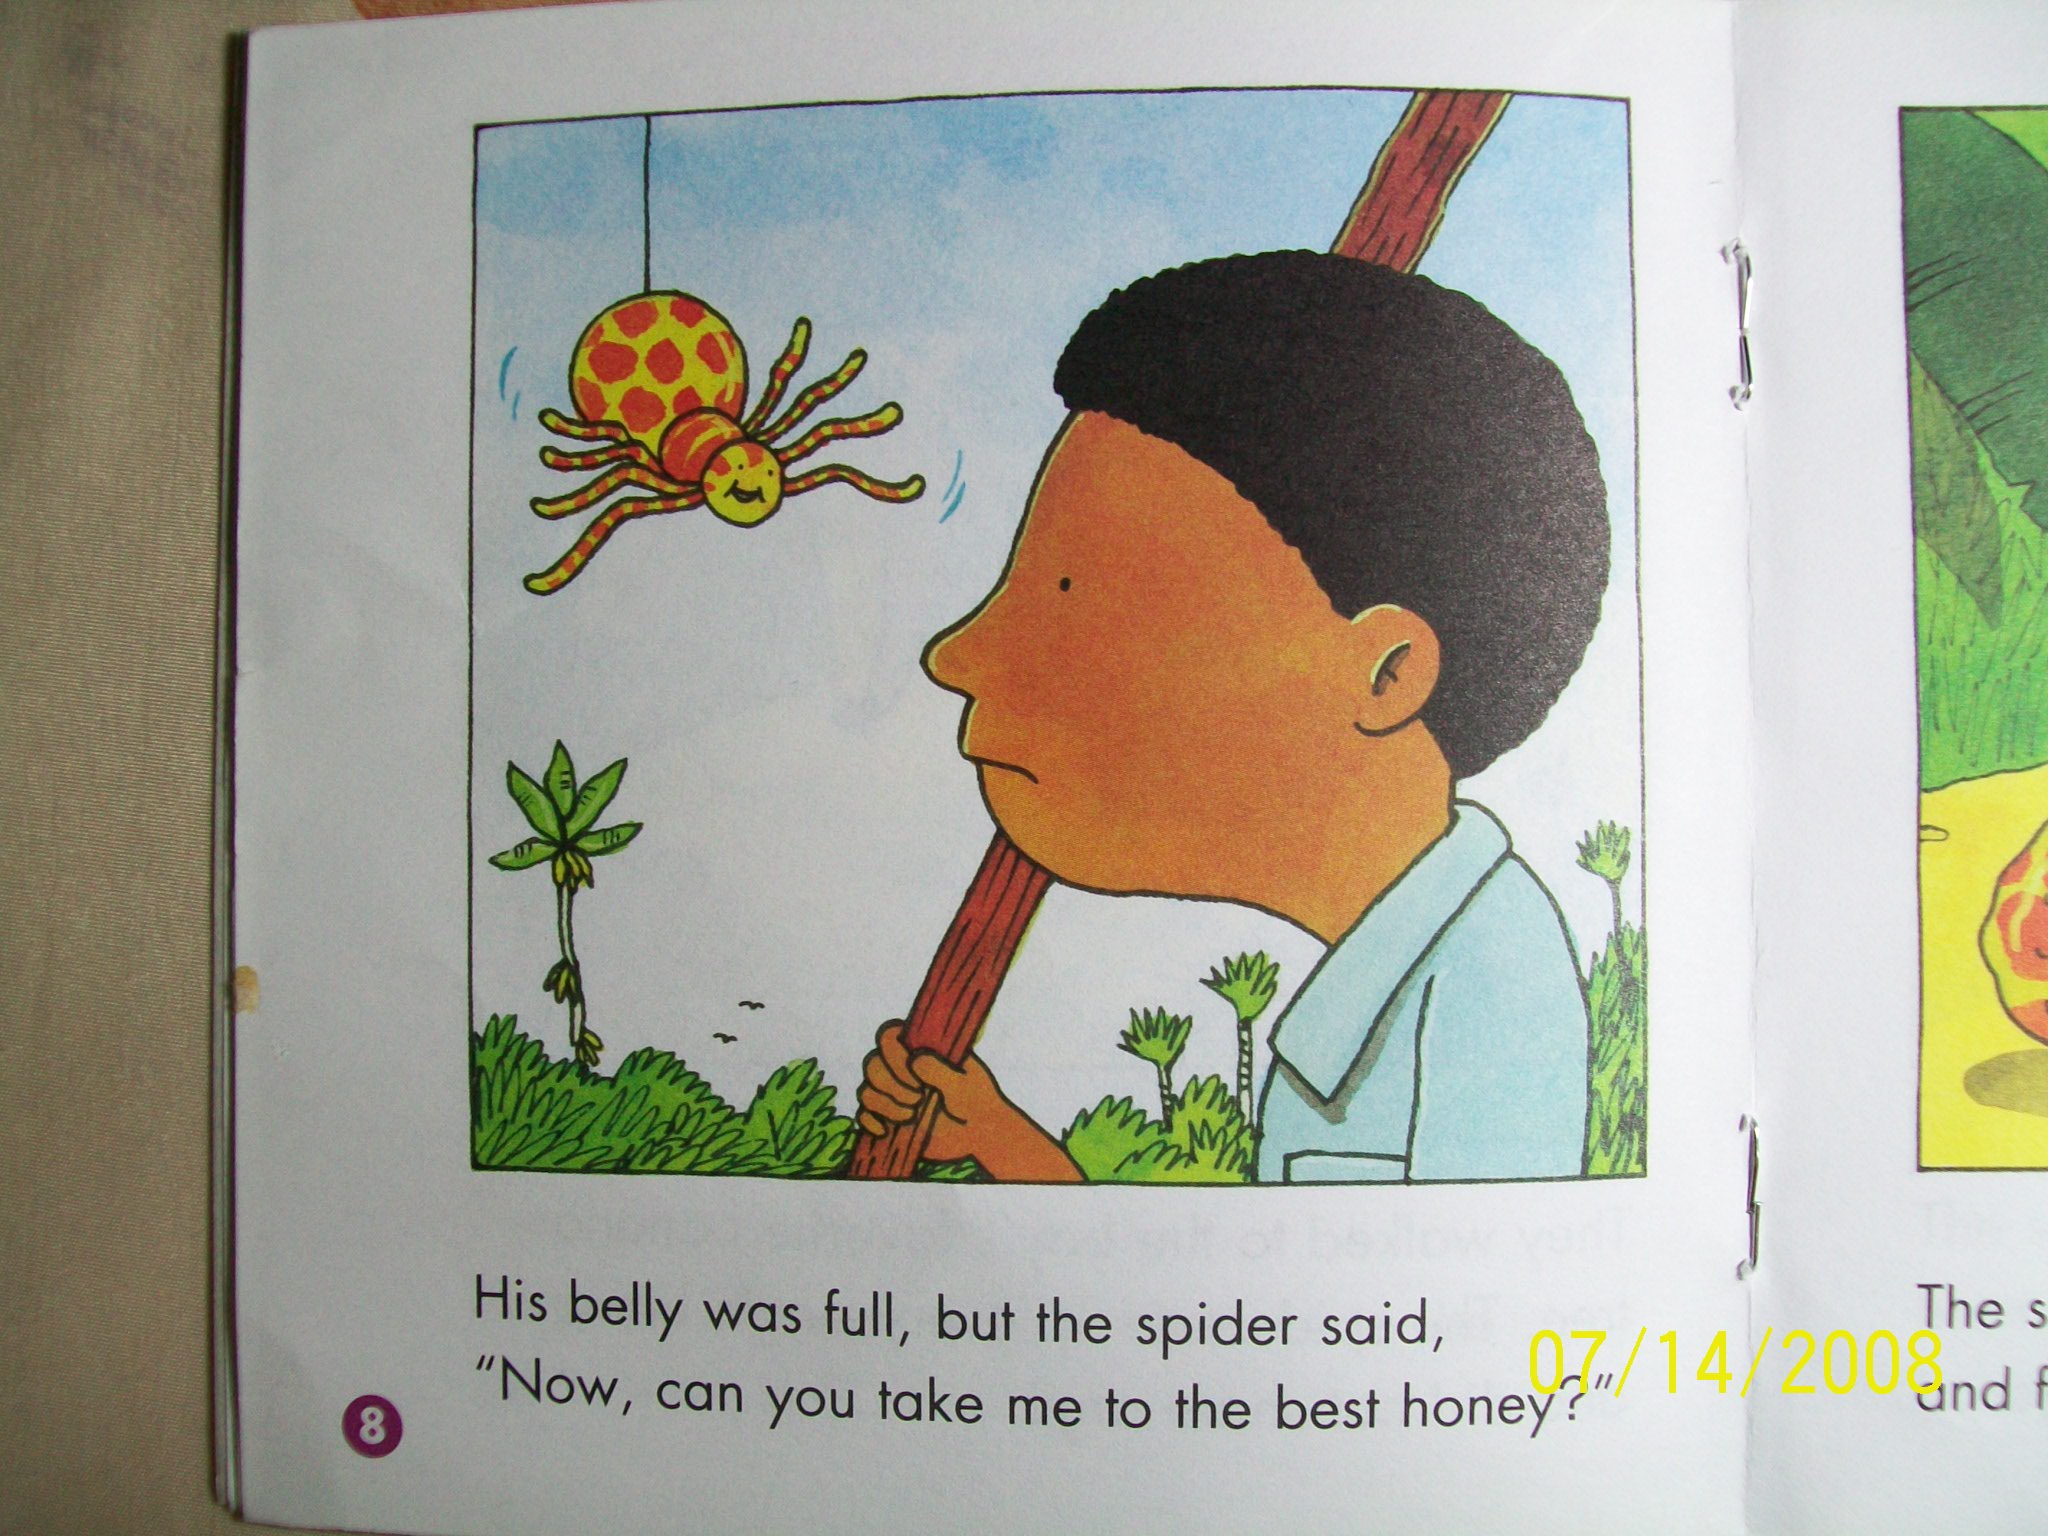 His belly was full, but the spider said,
"Now, can you take me to the best honey?"
8
The
and
07/14/2008